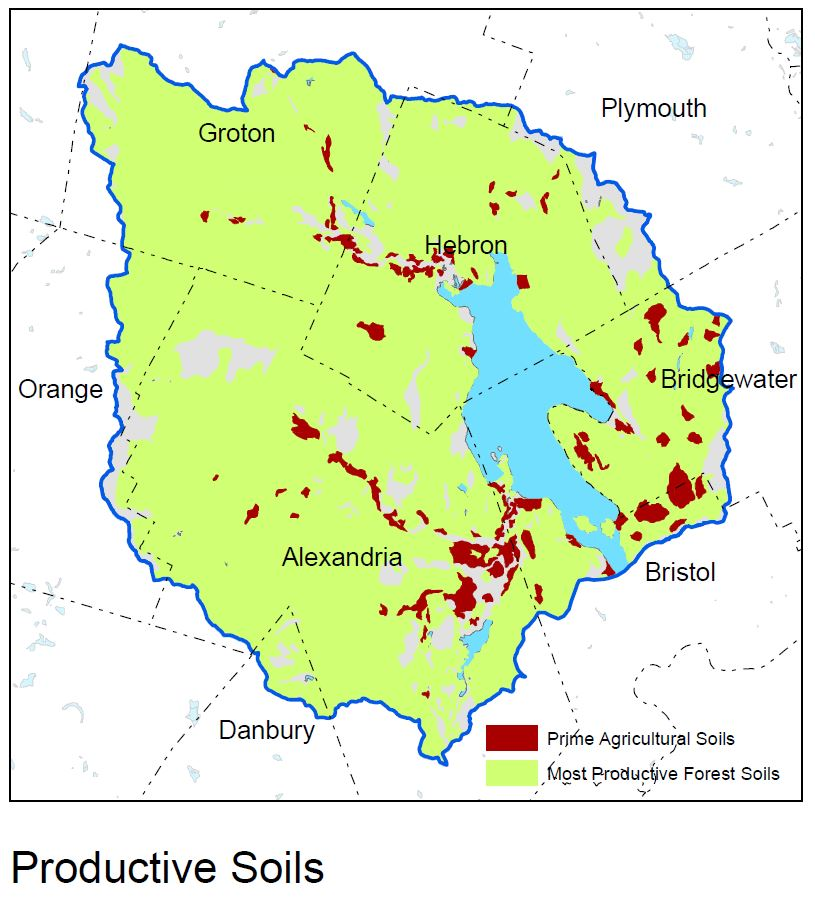 Plymouth
Groton
Hebron
Orange
Bridgewater
Alexandria
Bristol
Danbury
Prime Agricultural Soils
Most Productive Forest Soils
Productive Soils